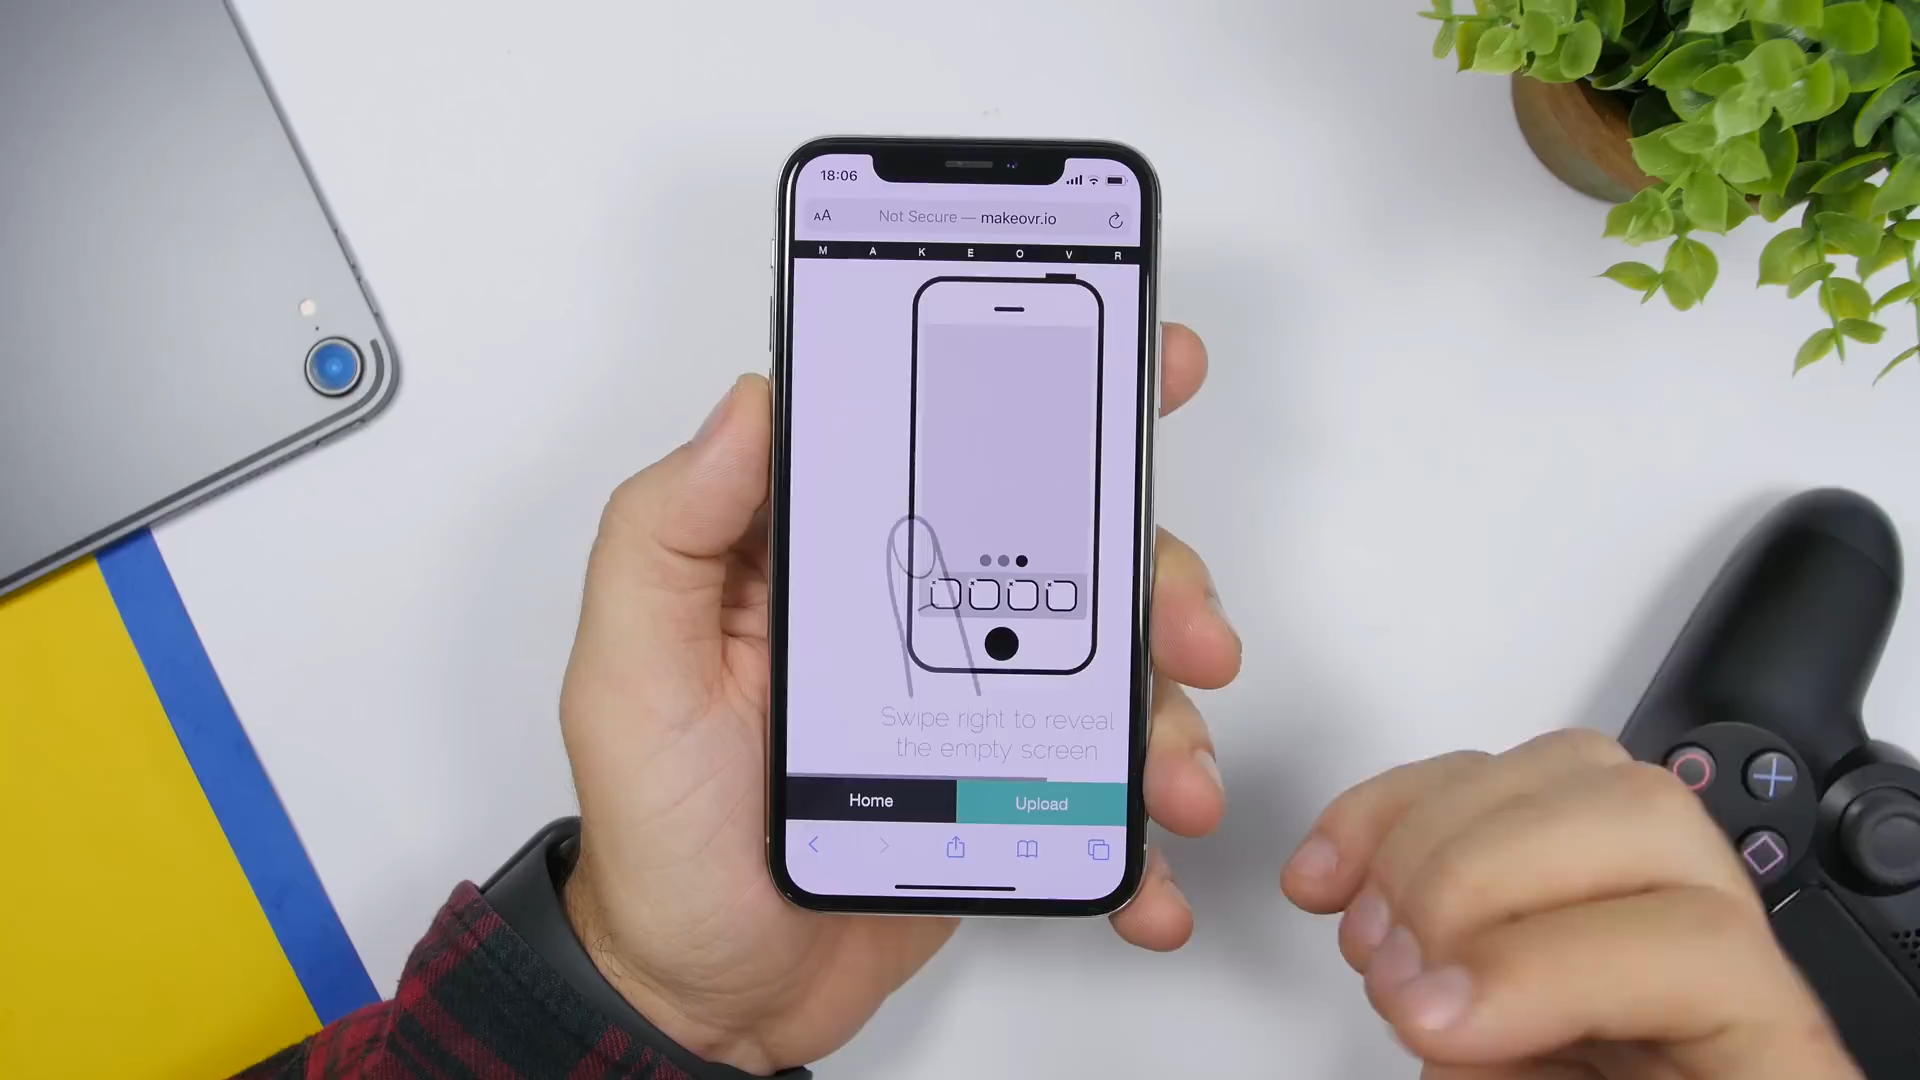 18:06
AA Not Secure — makeovr.io
M A K E O V R
Swipe right to reveal
the empty screen
Home Upload